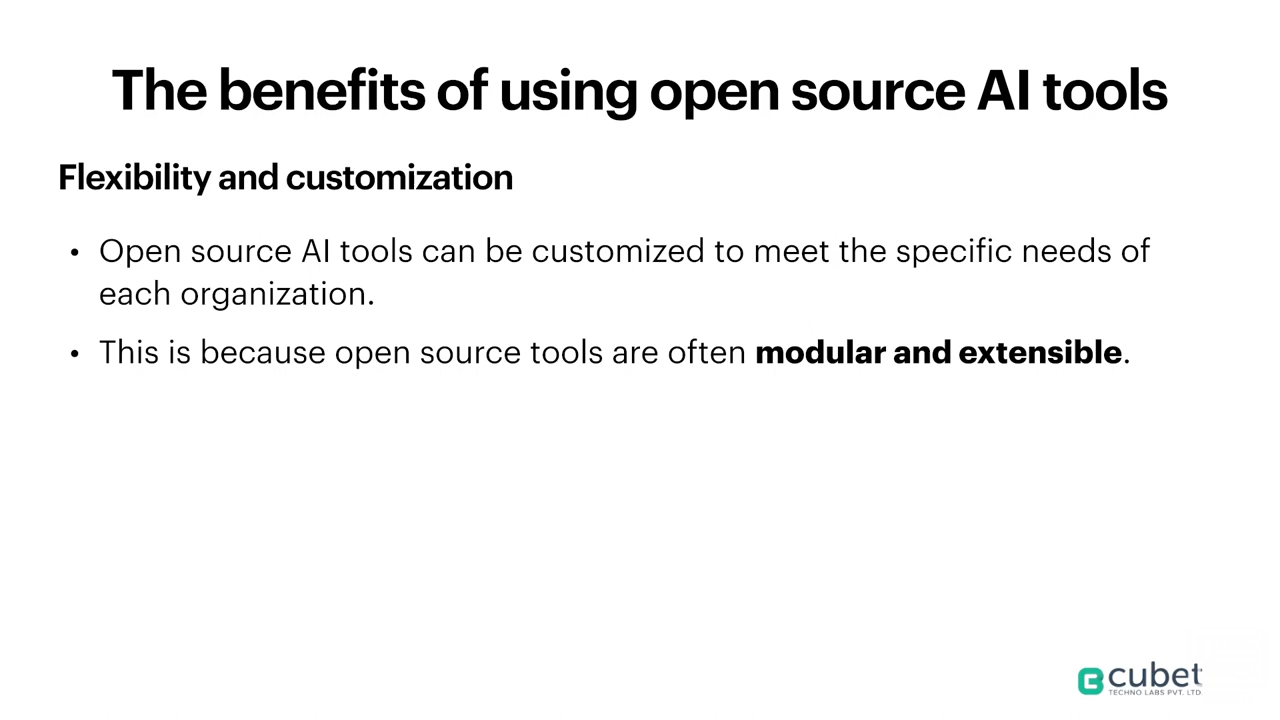 The benefits of using open source AI tools
Flexibility and customization
• Open source AI tools can be customized to meet the specific needs of
each organization.
• This is because open source tools are often modular and extensible.
cubet
TECHNO LABS PVT. LTD.